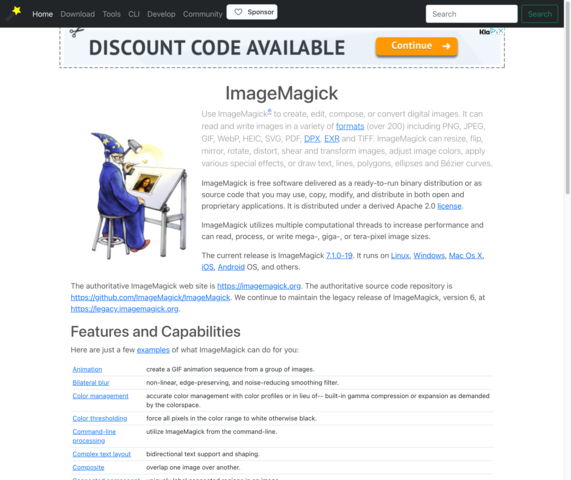 Home Download Tools CLI Develop Community Sponsor Search Search
DISCOUNT CODE AVAILABLE Continue
ImageMagick
Use ImageMagick® to create, edit, compose, or convert digital images. It can
read and write images in a variety of formats (over 200) including PNG, JPEG,
GIF, WebP, HEIC, SVG, PDF, DPX, EXR and TIFF. ImageMagick can resize, flip,
mirror, rotate, distort, shear and transform images, adjust image colors, apply
various special effects, or draw text, lines, polygons, ellipses and Bézier curves.
ImageMagick is free software delivered as a ready-to-run binary distribution or as
source code that you may use, copy, modify, and distribute in both open and
proprietary applications. It is distributed under a derived Apache 2.0 license.
ImageMagick utilizes multiple computational threads to increase performance and
can read, process, or write mega-, giga-, or tera-pixel image sizes.
The current release is ImageMagick 7.1.0-19. It runs on Linux, Windows, Mac Os X,
iOS, Android OS, and others.
The authoritative ImageMagick web site is https://imagemagick.org. The authoritative source code repository is
https://github.com/ImageMagick/ImageMagick. We continue to maintain the legacy release of ImageMagick, version 6, at
https://legacy.imagemagick.org.
Features and Capabilities
Here are just a few examples of what ImageMagick can do for you:
Animation create a GIF animation sequence from a group of images.
Bilateral blur non-linear, edge-preserving, and noise-reducing smoothing filter.
Color management accurate color management with color profiles or in lieu of-- built-in gamma compression or expansion as demanded
by the colorspace.
Color thresholding force all pixels in the color range to white otherwise black.
Command-line utilize ImageMagick from the command-line.
processing
Complex text layout bidirectional text support and shaping.
Composite overlap one image over another.